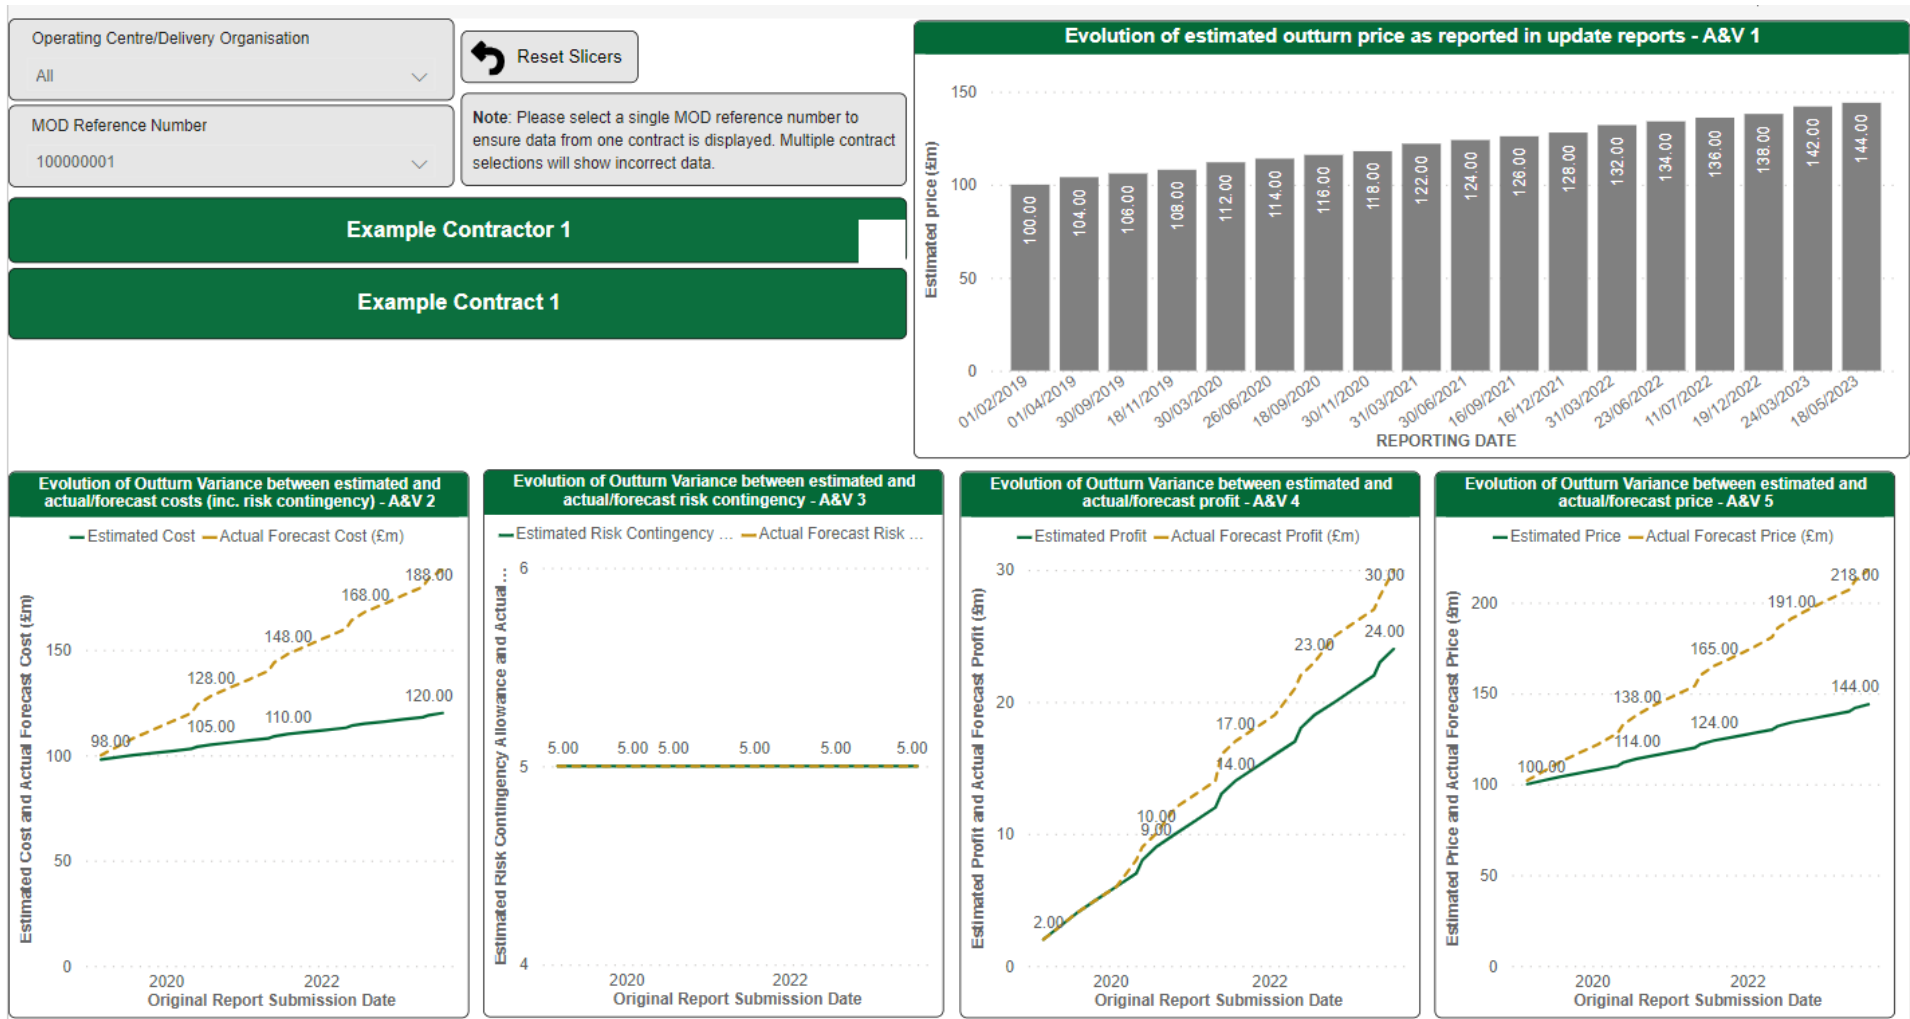 Operating Centre/Delivery Organisation
All
MOD Reference Number
100000001
Reset Slicers
Note: Please select a single MOD reference number to
ensure data from one contract is displayed. Multiple contract
selections will show incorrect data.
Example Contractor 1
Example Contract 1
Evolution of estimated outturn price as reported in update reports - A&V 1
Estimated price (£m)
150
100
50
0
100.00
104.00
106.00
108.00
112.00
114.00
116.00
118.00
122.00
124.00
126.00
128.00
132.00
134.00
136.00
138.00
142.00
144.00
01/02/2019
01/04/2019
30/09/2019
18/11/2019
30/03/2020
26/06/2020
18/09/2020
30/11/2020
31/03/2021
30/06/2021
16/09/2021
16/12/2021
31/03/2022
23/06/2022
11/07/2022
19/12/2022
24/03/2023
18/05/2023
REPORTING DATE
Evolution of Outturn Variance between estimated and
actual/forecast costs (inc. risk contingency) - A&V 2
Estimated Cost Actual Forecast Cost (£m)
Estimated Cost and Actual Forecast Cost (£m)
150
100
50
0
98.00
128.00
148.00
168.00
188.00
105.00
110.00
120.00
2020
2022
Original Report Submission Date
Evolution of Outturn Variance between estimated and
actual/forecast risk contingency - A&V 3
Estimated Risk Contingency ... Actual Forecast Risk ...
Estimated Risk Contingency Allowance and Actual ...
6
5
4
5.00
5.00
5.00
5.00
5.00
5.00
2020
2022
Original Report Submission Date
Evolution of Outturn Variance between estimated and
actual/forecast profit - A&V 4
Estimated Profit Actual Forecast Profit (£m)
Estimated Profit and Actual Forecast Profit (£m)
30
20
10
0
2.00
10.00
9.00
17.00
14.00
23.00
30.00
24.00
2020
2022
Original Report Submission Date
Evolution of Outturn Variance between estimated and
actual/forecast price - A&V 5
Estimated Price Actual Forecast Price (£m)
Estimated Price and Actual Forecast Price (£m)
200
150
100
50
0
100.00
138.00
165.00
191.00
218.00
114.00
124.00
144.00
2020
2022
Original Report Submission Date